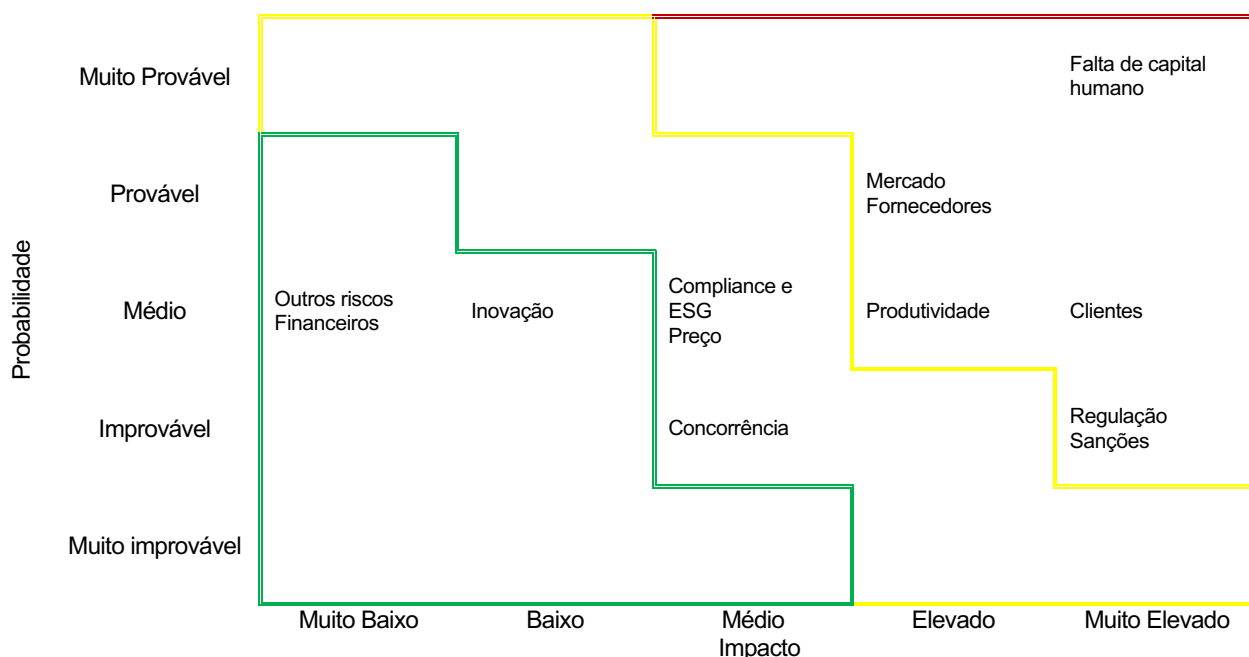 Probabilidade
Muito Provável
Falta de capital
humano
Provável
Mercado
Fornecedores
Médio
Outros riscos
Financeiros
Inovação
Compliance e
ESG
Preço
Produtividade
Clientes
Improvável
Concorrência
Regulação
Sanções
Muito improvável
Muito Baixo
Baixo
Médio
Elevado
Muito Elevado
Impacto